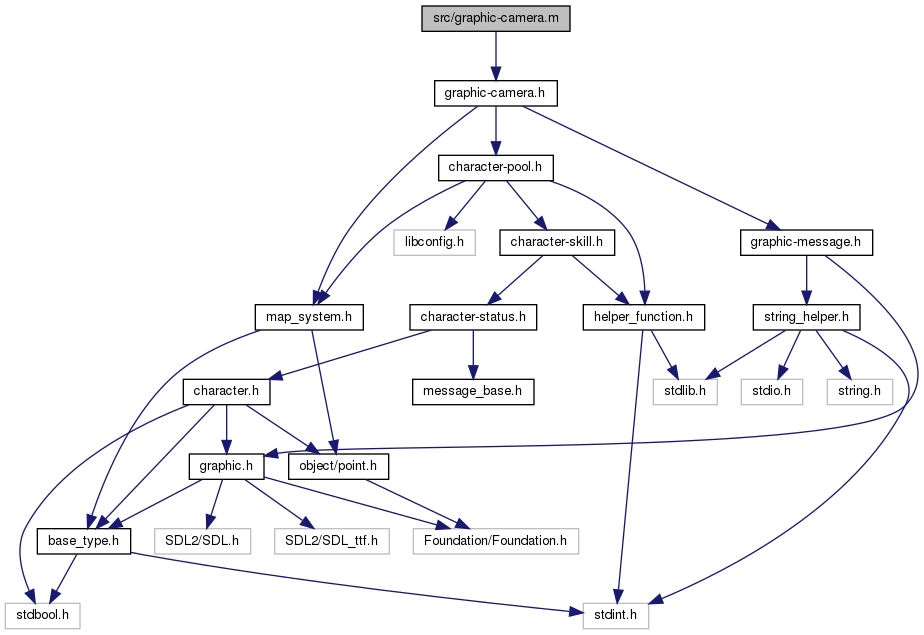 src/graphic-camera.m
graphic-camera.h
character-pool.h
libconfig.h
character-skill.h
graphic-message.h
map_system.h
character-status.h
helper_function.h
string_helper.h
character.h
message_base.h
stdlib.h
stdio.h
string.h
graphic.h
object/point.h
base_type.h
SDL2/SDL.h
SDL2/SDL_ttf.h
Foundation/Foundation.h
stdbool.h
stdint.h